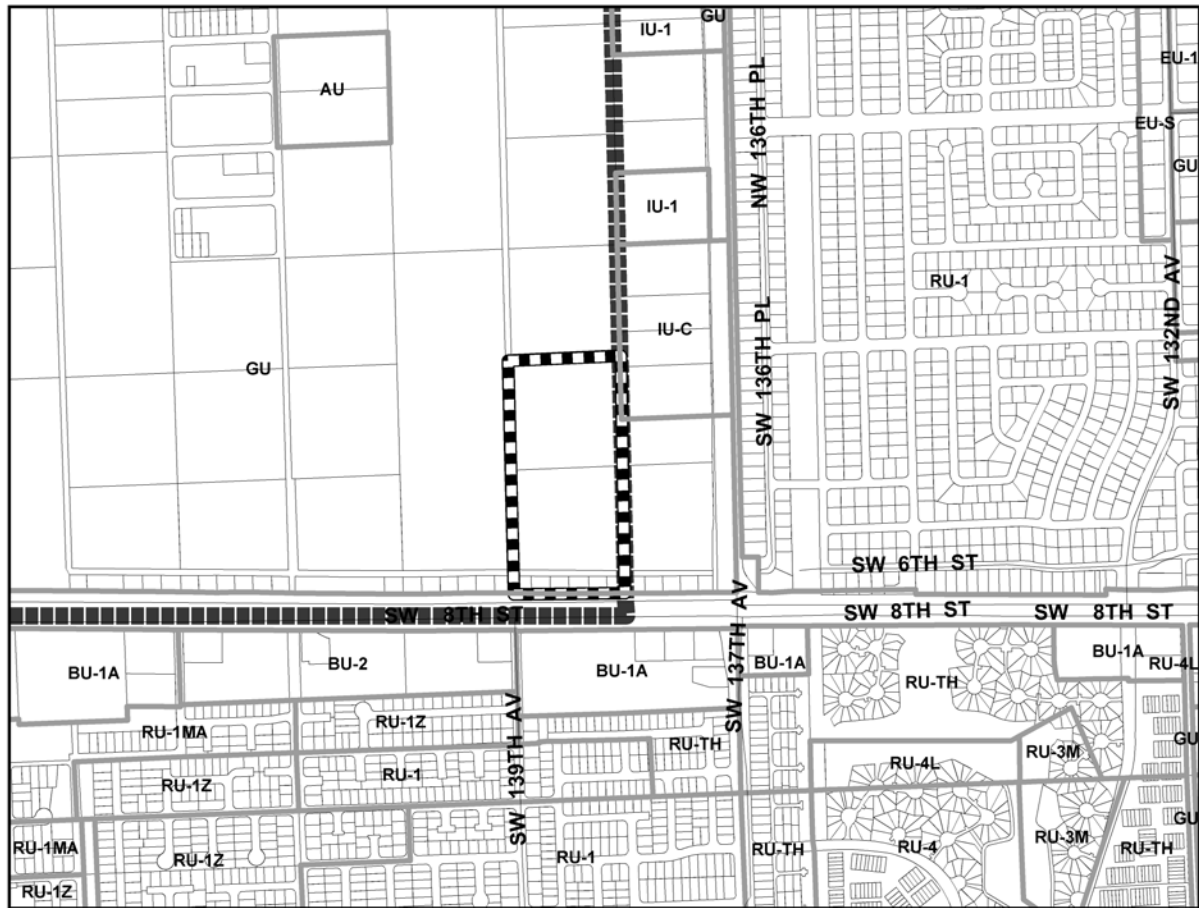 GU
IU-1
EU-1
AU
NW 136TH PL
EU-S
GU
IU-1
RU-1
SW 132ND AV
IU-C
SW 136TH PL
GU
SW 6TH ST
SW 8TH ST
SW 8TH ST
SW 8TH ST
SW 137TH AV
BU-1A
BU-2
BU-1A
BU-1A
BU-1A
RU-4L
RU-TH
RU-1MA
RU-1Z
RU-TH
RU-3M
GU
SW 139TH AV
RU-1Z
RU-1
RU-4L
GU
RU-1MA
RU-1Z
RU-1
RU-TH
RU-4
RU-3M
RU-TH
RU-1Z